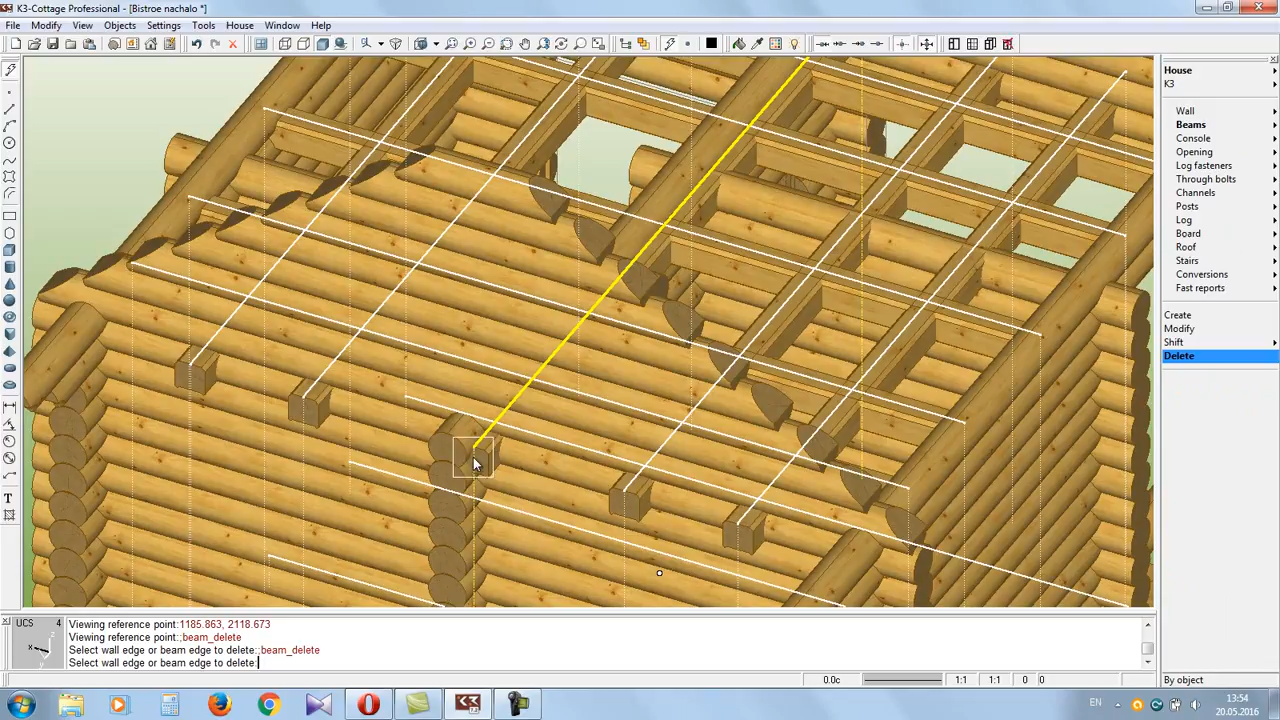 K3-Cottage Professional - [Bistroe nachalo *]
File Modify View Objects Settings Tools House Window Help
House
K3
Wall
Beams
Console
Opening
Log fasteners
Through bolts
Channels
Posts
Log
Board
Roof
Stairs
Conversions
Fast reports
Create
Modify
Shift
Delete
UCS 4
Viewing reference point:1185.863, 2118.673
Viewing reference point:;beam_delete
Select wall edge or beam edge to delete:;beam_delete
Select wall edge or beam edge to delete:
0.0c 1:1 1:1 0 0 By object
EN 13:54
20.05.2016